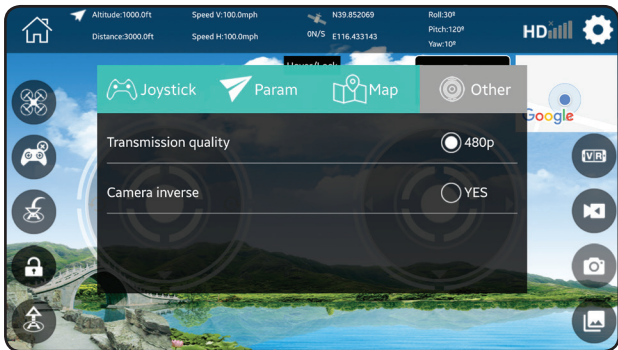 Altitude:1000.0ft Speed V:100.0mph N39.852069 Roll:30º
Pitch:120º
Distance:3000.0ft Speed H:100.0mph 0N/S E116.433143
Yaw:10º
HD
Joystick Param Map Other
Google
Transmission quality 480p
VR
Camera inverse YES